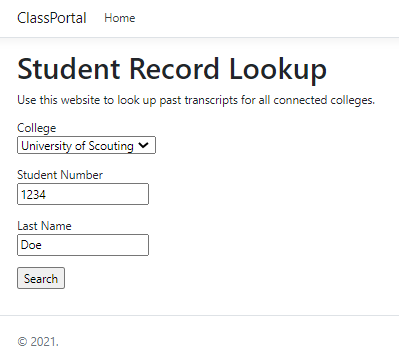 ClassPortal Home
Student Record Lookup
Use this website to look up past transcripts for all connected colleges.
College
University of Scouting
Student Number
1234
Last Name
Doe
Search
© 2021.